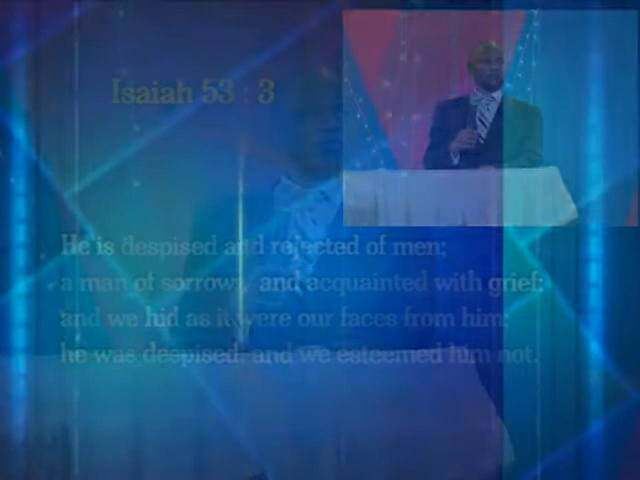 Isaiah 53 : 3
He is despised and rejected of men;
a man of sorrows, and acquainted with grief:
and we hid as it were our faces from him;
he was despised, and we esteemed him not.